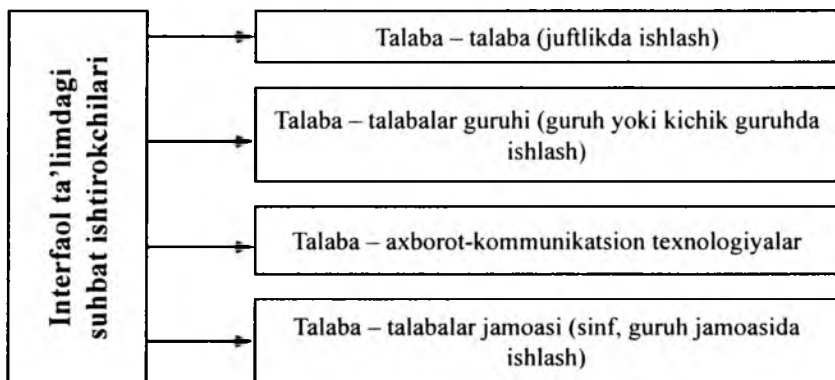 Interfaol ta’limdagi
suhbat ishtirokchilari
Talaba – talaba (juftlikda ishlash)
Talaba – talabalar guruhi (guruh yoki kichik guruhda
ishlash)
Talaba – axborot-kommunikatsion texnologiyalar
Talaba – talabalar jamoasi (sinf, guruh jamoasida
ishlash)